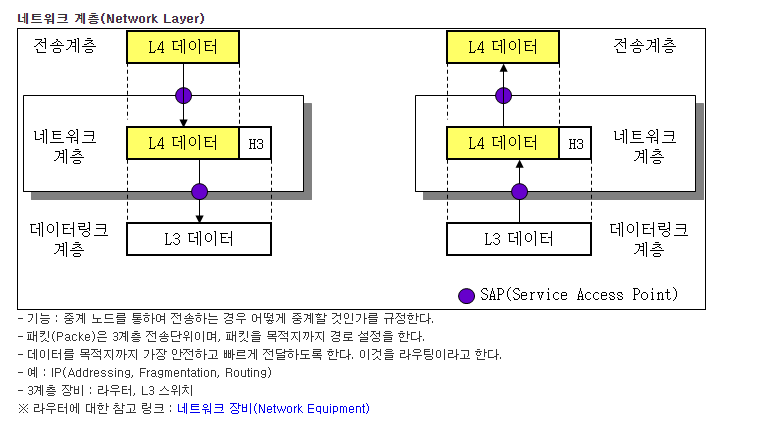 네트워크 계층(Network Layer)
전송계층 L4 데이터 L4 데이터 전송계층
네트워크 계층 L4 데이터 H3 L4 데이터 H3 네트워크 계층
데이터링크 계층 L3 데이터 L3 데이터 데이터링크 계층
SAP(Service Access Point)
- 기능 : 중계 노드를 통하여 전송하는 경우 어떻게 중계할 것인가를 규정한다.
- 패킷(Packe)은 3계층 전송단위이며, 패킷을 목적지까지 경로 설정을 한다.
- 데이터를 목적지까지 가장 안전하고 빠르게 전달하도록 한다. 이것을 라우팅이라고 한다.
- 예 : IP(Addressing, Fragmentation, Routing)
- 3계층 장비 : 라우터, L3 스위치
※ 라우터에 대한 참고 링크 : 네트워크 장비(Network Equipment)